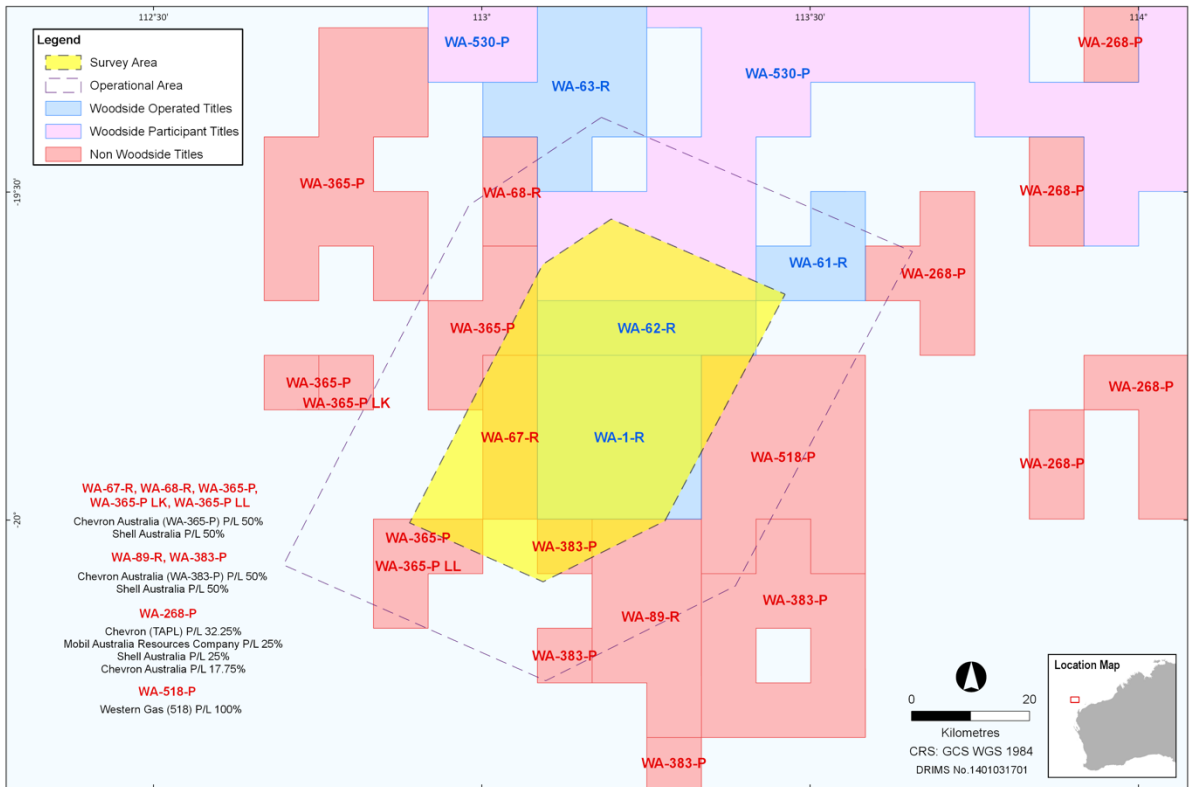 112°30'
113°
113°30'
114°
Legend
Survey Area
Operational Area
Woodside Operated Titles
Woodside Participant Titles
Non Woodside Titles
WA-530-P
WA-63-R
WA-530-P
WA-268-P
-19°30'
WA-365-P
WA-68-R
WA-268-P
WA-61-R
WA-268-P
WA-365-P
WA-62-R
WA-365-P
WA-365-P LK
WA-268-P
WA-67-R
WA-1-R
WA-518-P
WA-268-P
-20°
WA-365-P
WA-365-P LL
WA-383-P
WA-89-R
WA-383-P
WA-383-P
WA-383-P
WA-67-R, WA-68-R, WA-365-P,
WA-365-P LK, WA-365-P LL
Chevron Australia (WA-365-P) P/L 50%
Shell Australia P/L 50%
WA-89-R, WA-383-P
Chevron Australia (WA-383-P) P/L 50%
Shell Australia P/L 50%
WA-268-P
Chevron (TAPL) P/L 32.25%
Mobil Australia Resources Company P/L 25%
Shell Australia P/L 25%
Chevron Australia P/L 17.75%
WA-518-P
Western Gas (518) P/L 100%
0 20
Kilometres
CRS: GCS WGS 1984
DRIMS No.1401031701
Location Map